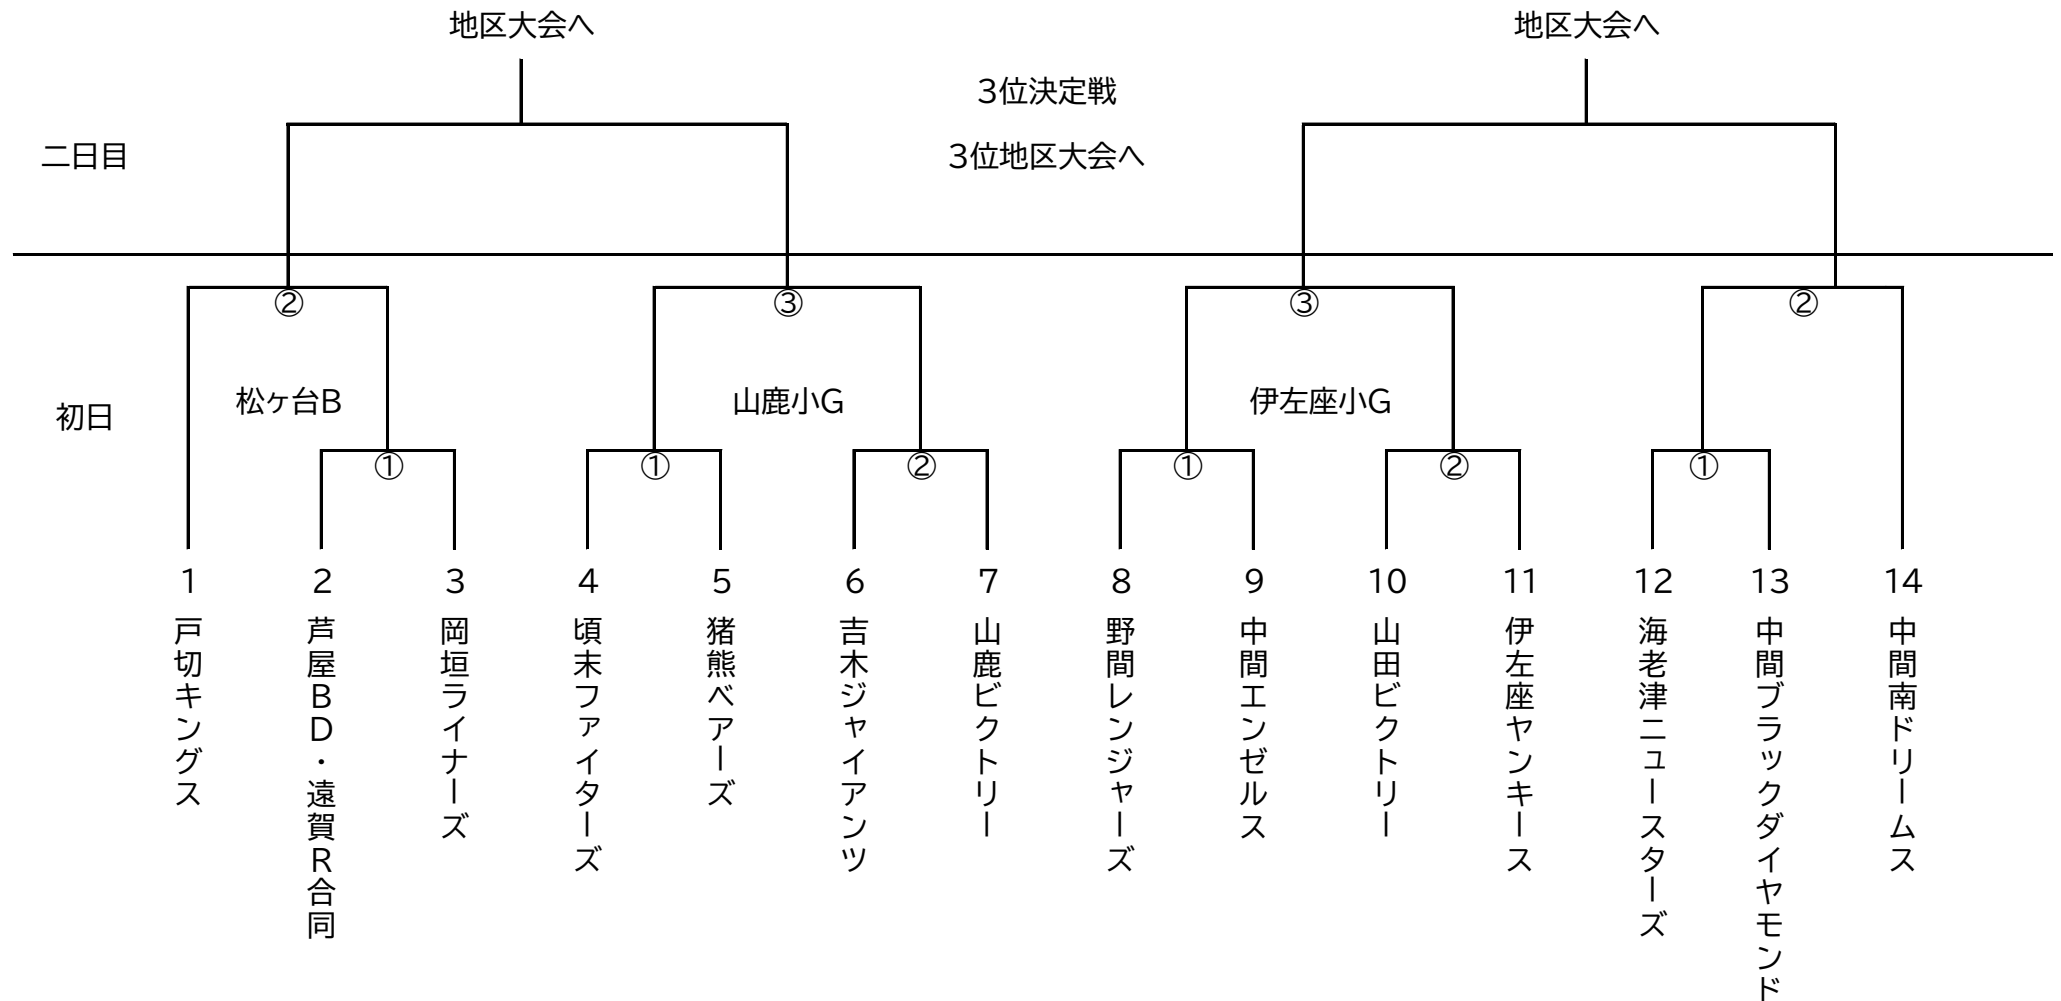 地区大会へ
地区大会へ
3位決定戦
二日目
3位地区大会へ
②
③
③
②
初日
松ヶ台B
山鹿小G
伊左座小G
①
①
②
①
②
①
1
2
3
4
5
6
7
8
9
10
11
12
13
14
戸切キングス
芦屋BD・遠賀R合同
岡垣ライナーズ
頃末ファイターズ
猪熊ベアーズ
吉木ジャイアンツ
山鹿ビクトリー
野間レンジャーズ
中間エンゼルス
山田ビクトリー
伊左座ヤンキース
海老津ニュースターズ
中間ブラックダイヤモンド
中間南ドリームス